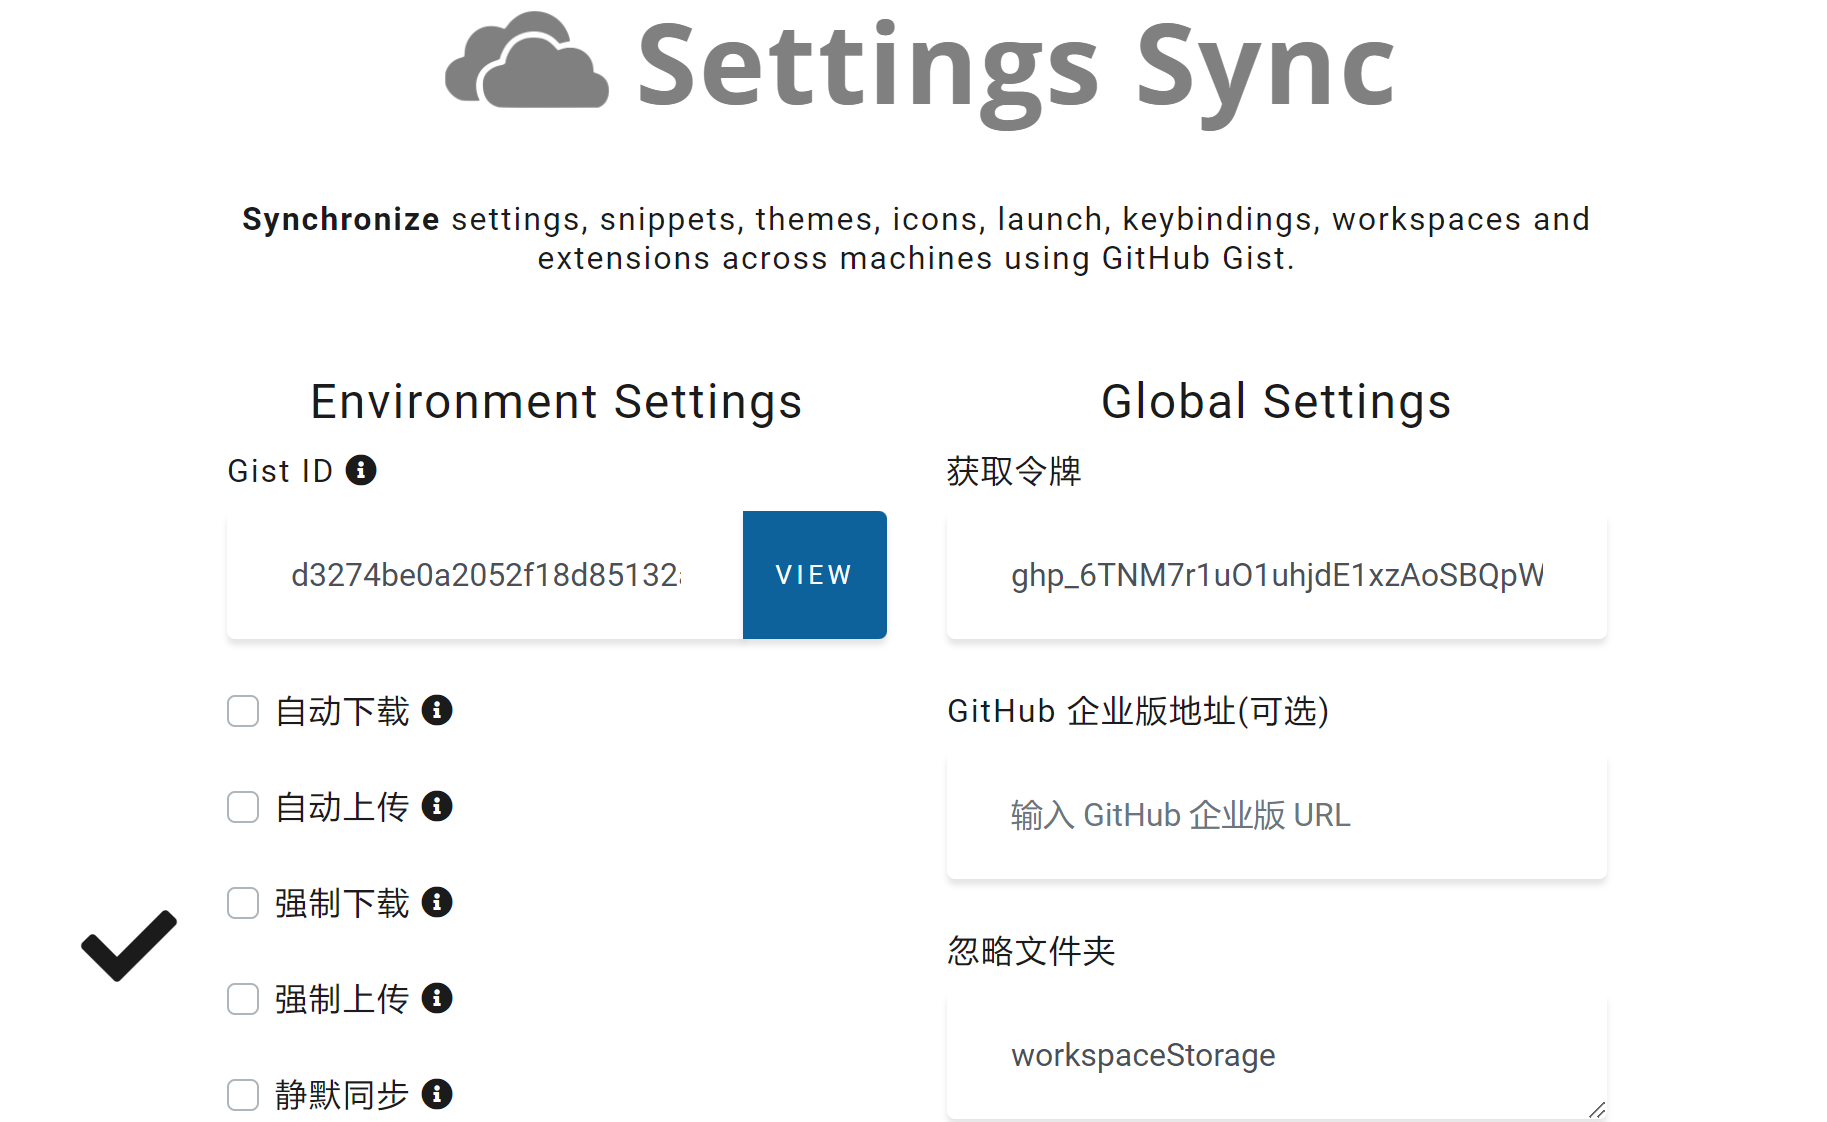 Settings Sync
Synchronize settings, snippets, themes, icons, launch, keybindings, workspaces and
extensions across machines using GitHub Gist.
Environment Settings
Gist ID
d3274be0a2052f18d85132
VIEW
自动下载
自动上传
强制下载
强制上传
静默同步
Global Settings
获取令牌
ghp_6TNM7r1uO1uhjdE1xzAoSBQpW
GitHub 企业版地址(可选)
输入 GitHub 企业版 URL
忽略文件夹
workspaceStorage